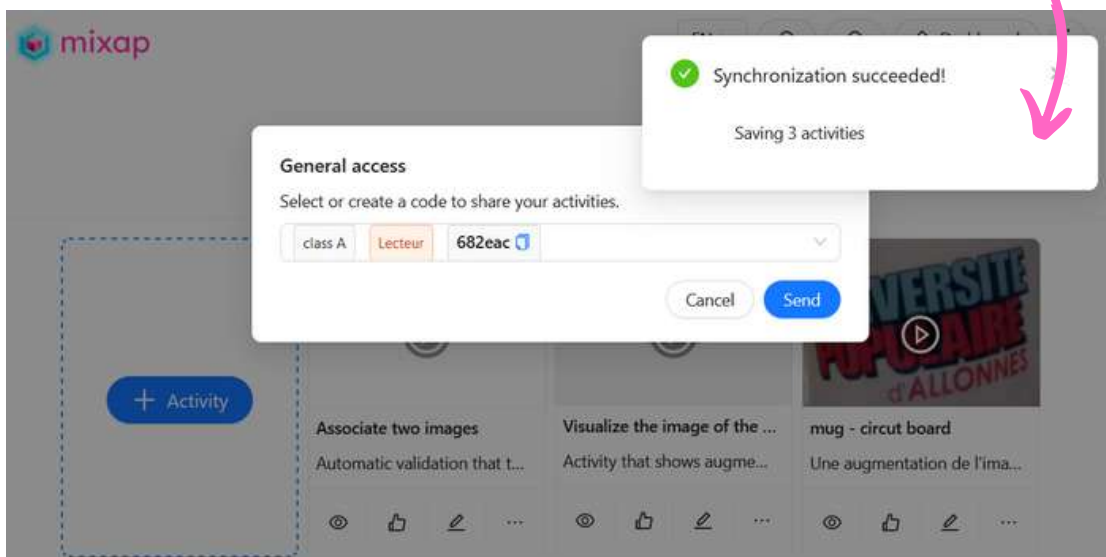 mixap
Synchronization succeeded!
Saving 3 activities
General access
Select or create a code to share your activities.
class A Lecteur 682eac
Cancel Send
+ Activity
POPULAIRE
d'ALLONNES
Associate two images
Automatic validation that t...
Visualize the image of the ...
Activity that shows augme...
mug - circut board
Une augmentation de l'ima...